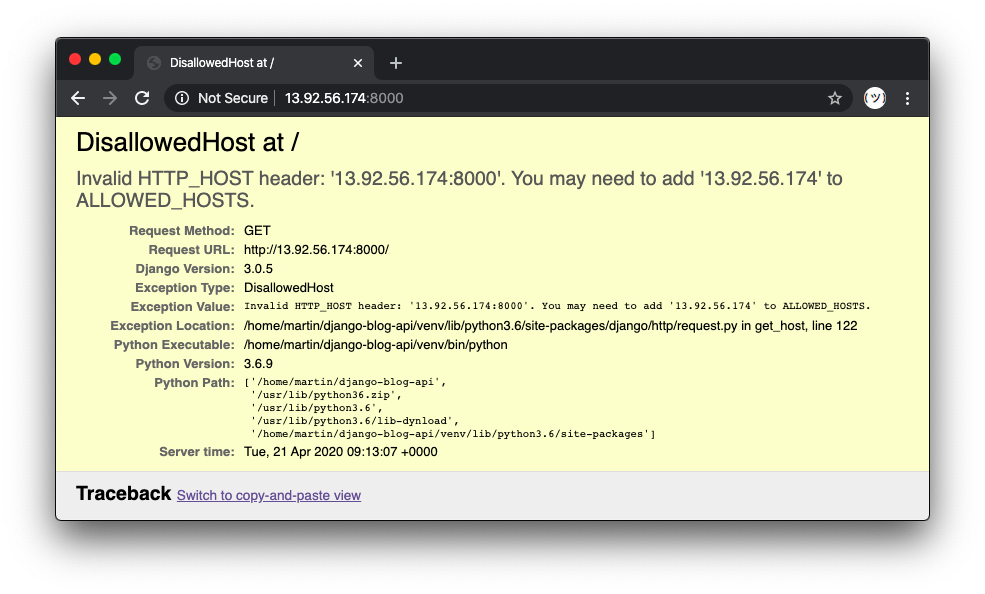 DisallowedHost at /
Not Secure 13.92.56.174:8000
DisallowedHost at /
Invalid HTTP_HOST header: '13.92.56.174:8000'. You may need to add '13.92.56.174' to
ALLOWED_HOSTS.
Request Method: GET
Request URL: http://13.92.56.174:8000/
Django Version: 3.0.5
Exception Type: DisallowedHost
Exception Value: Invalid HTTP_HOST header: '13.92.56.174:8000'. You may need to add '13.92.56.174' to ALLOWED_HOSTS.
Exception Location: /home/martin/django-blog-api/venv/lib/python3.6/site-packages/django/http/request.py in get_host, line 122
Python Executable: /home/martin/django-blog-api/venv/bin/python
Python Version: 3.6.9
Python Path: ['/home/martin/django-blog-api',
'/usr/lib/python36.zip',
'/usr/lib/python3.6',
'/usr/lib/python3.6/lib-dynload',
'/home/martin/django-blog-api/venv/lib/python3.6/site-packages']
Server time: Tue, 21 Apr 2020 09:13:07 +0000
Traceback Switch to copy-and-paste view